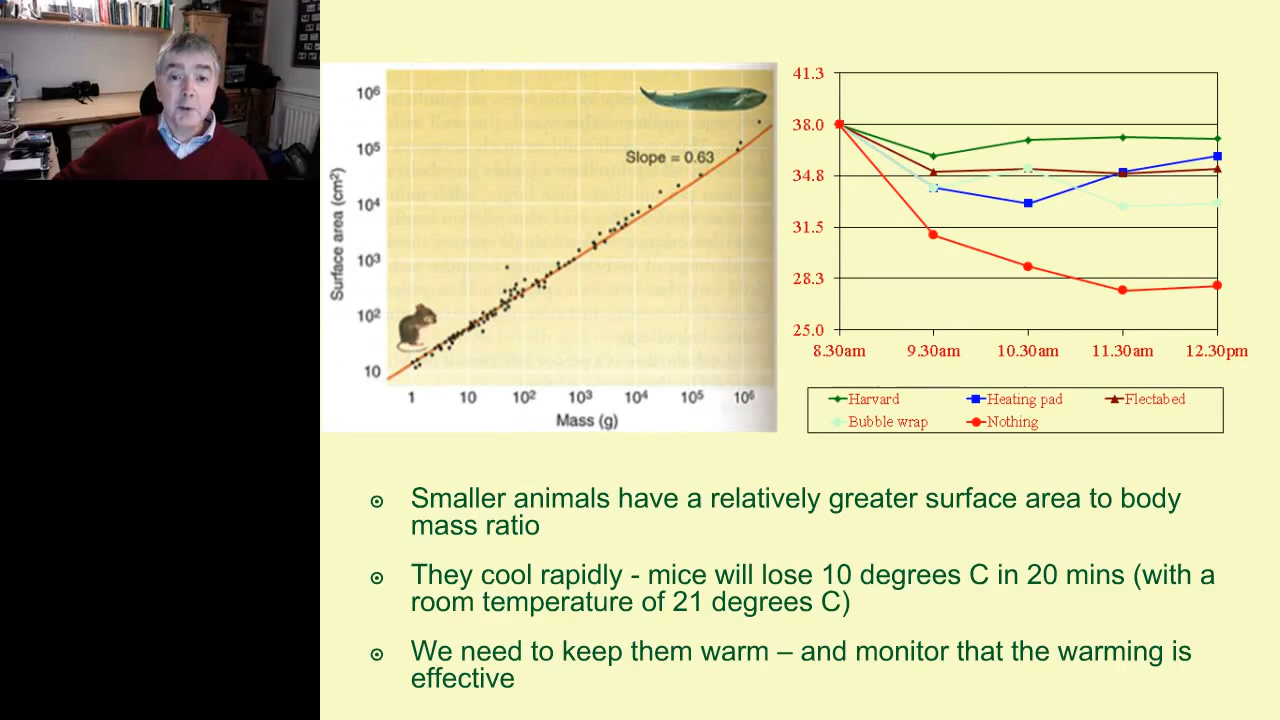 10⁶
10⁵
10⁴
10³
10²
10
Surface area (cm²)
Slope = 0.63
1
10
10²
10³
10⁴
10⁵
10⁶
Mass (g)
41.3
38.0
34.8
31.5
28.3
25.0
8.30am
9.30am
10.30am
11.30am
12.30pm
Harvard
Heating pad
Flectabed
Bubble wrap
Nothing
Smaller animals have a relatively greater surface area to body
mass ratio
They cool rapidly - mice will lose 10 degrees C in 20 mins (with a
room temperature of 21 degrees C)
We need to keep them warm – and monitor that the warming is
effective